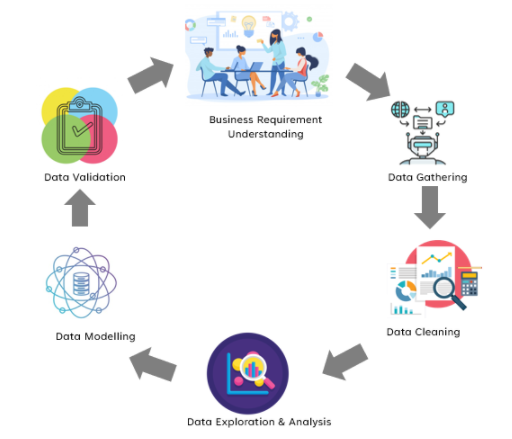 Business Requirement
Understanding
Data Gathering
Data Cleaning
Data Exploration & Analysis
Data Modelling
Data Validation